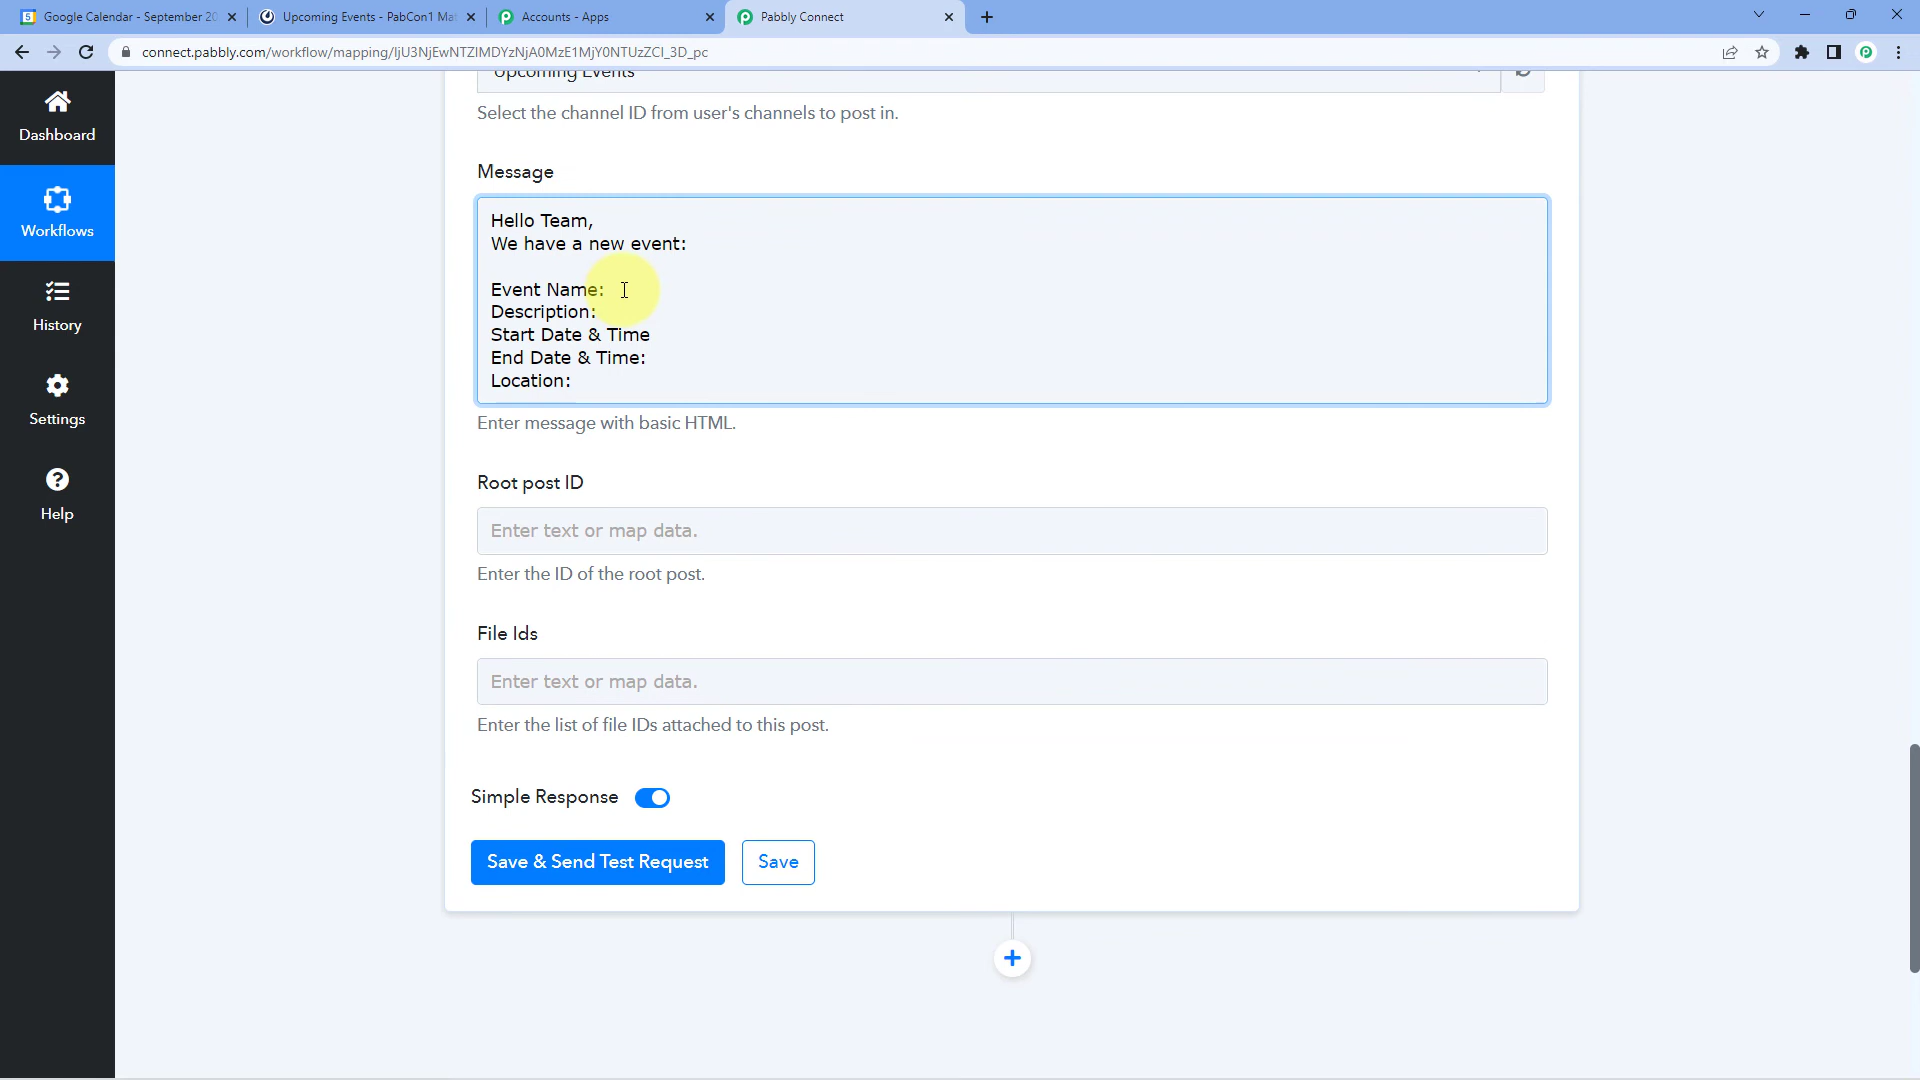 Google Calendar - September 20
Upcoming Events - PabCon1 Mat
Accounts - Apps
Pabbly Connect
connect.pabbly.com/workflow/mapping/IjU3NjEwNTZlMDYzNjA0MzE1MjY0NTUzZCI_3D_pc
Upcoming Events
Select the channel ID from user's channels to post in.
Dashboard
Workflows
History
Settings
Help
Message
Hello Team,
We have a new event:
Event Name:
Description:
Start Date & Time
End Date & Time:
Location:
Enter message with basic HTML.
Root post ID
Enter text or map data.
Enter the ID of the root post.
File Ids
Enter text or map data.
Enter the list of file IDs attached to this post.
Simple Response
Save & Send Test Request
Save